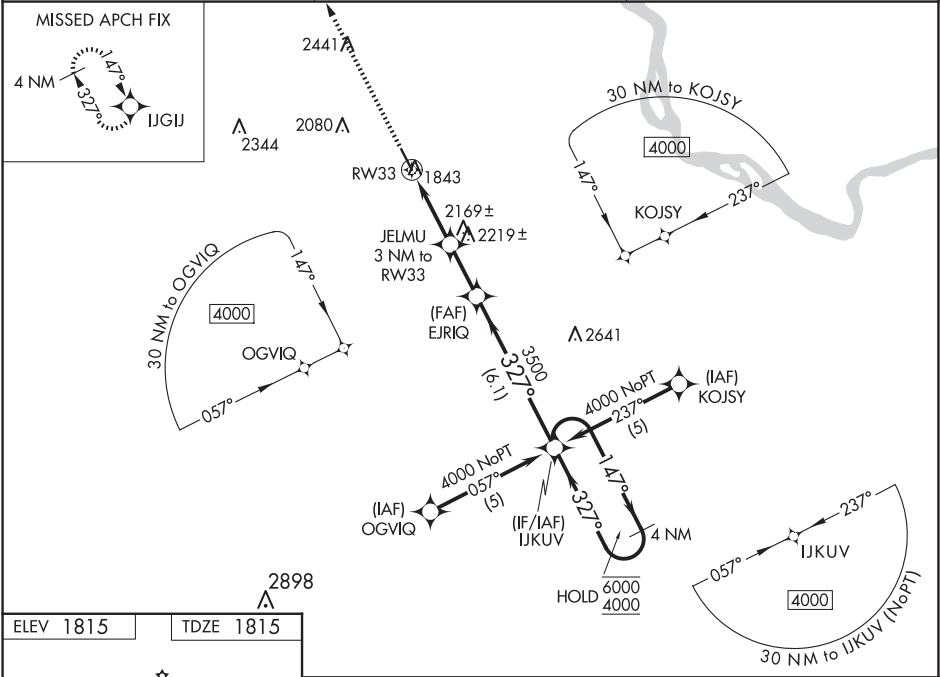 MISSED APCH FIX
4 NM
147°
327°
IJGIJ
2441
2344
2080
RW33
1843
2169±
2219±
JELMU
3 NM to
RW33
(FAF)
EJRIQ
2641
3500
327°
(6.1)
30 NM to KOJSY
4000
147°
237°
KOJSY
30 NM to OGVIQ
4000
147°
OGVIQ
057°
4000 NoPT
237°
(5)
(IAF)
KOJSY
4000 NoPT
057°
(5)
(IAF)
OGVIQ
(IF/IAF)
IJKUV
147°
327°
4 NM
HOLD
6000
4000
237°
057°
IJKUV
4000
30 NM to IJKUV (NoPT)
2898
ELEV 1815
TDZE 1815